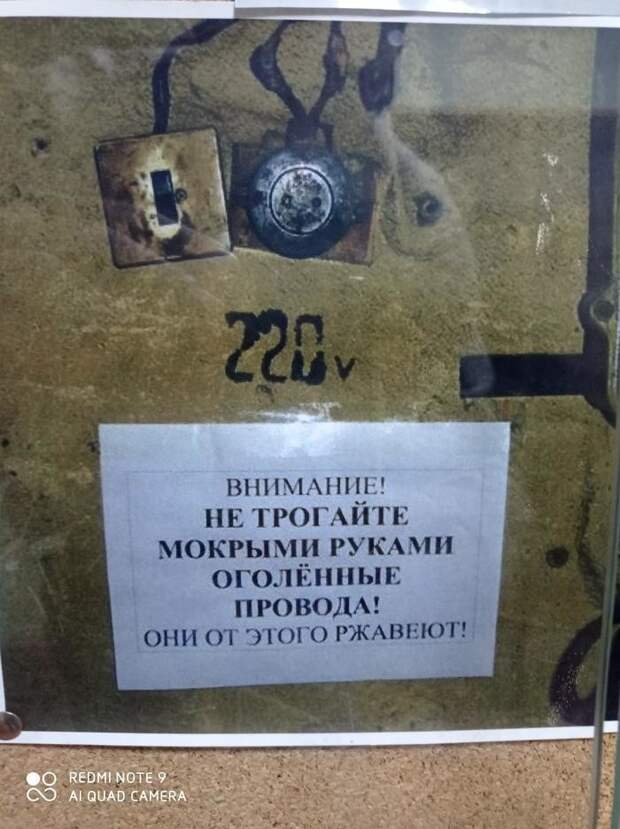 220v
ВНИМАНИЕ!
НЕ ТРОГАЙТЕ
МОКРЫМИ РУКАМИ
ОГОЛЁННЫЕ
ПРОВОДА!
ОНИ ОТ ЭТОГО РЖАВЕЮТ!
REDMI NOTE 9
AI QUAD CAMERA